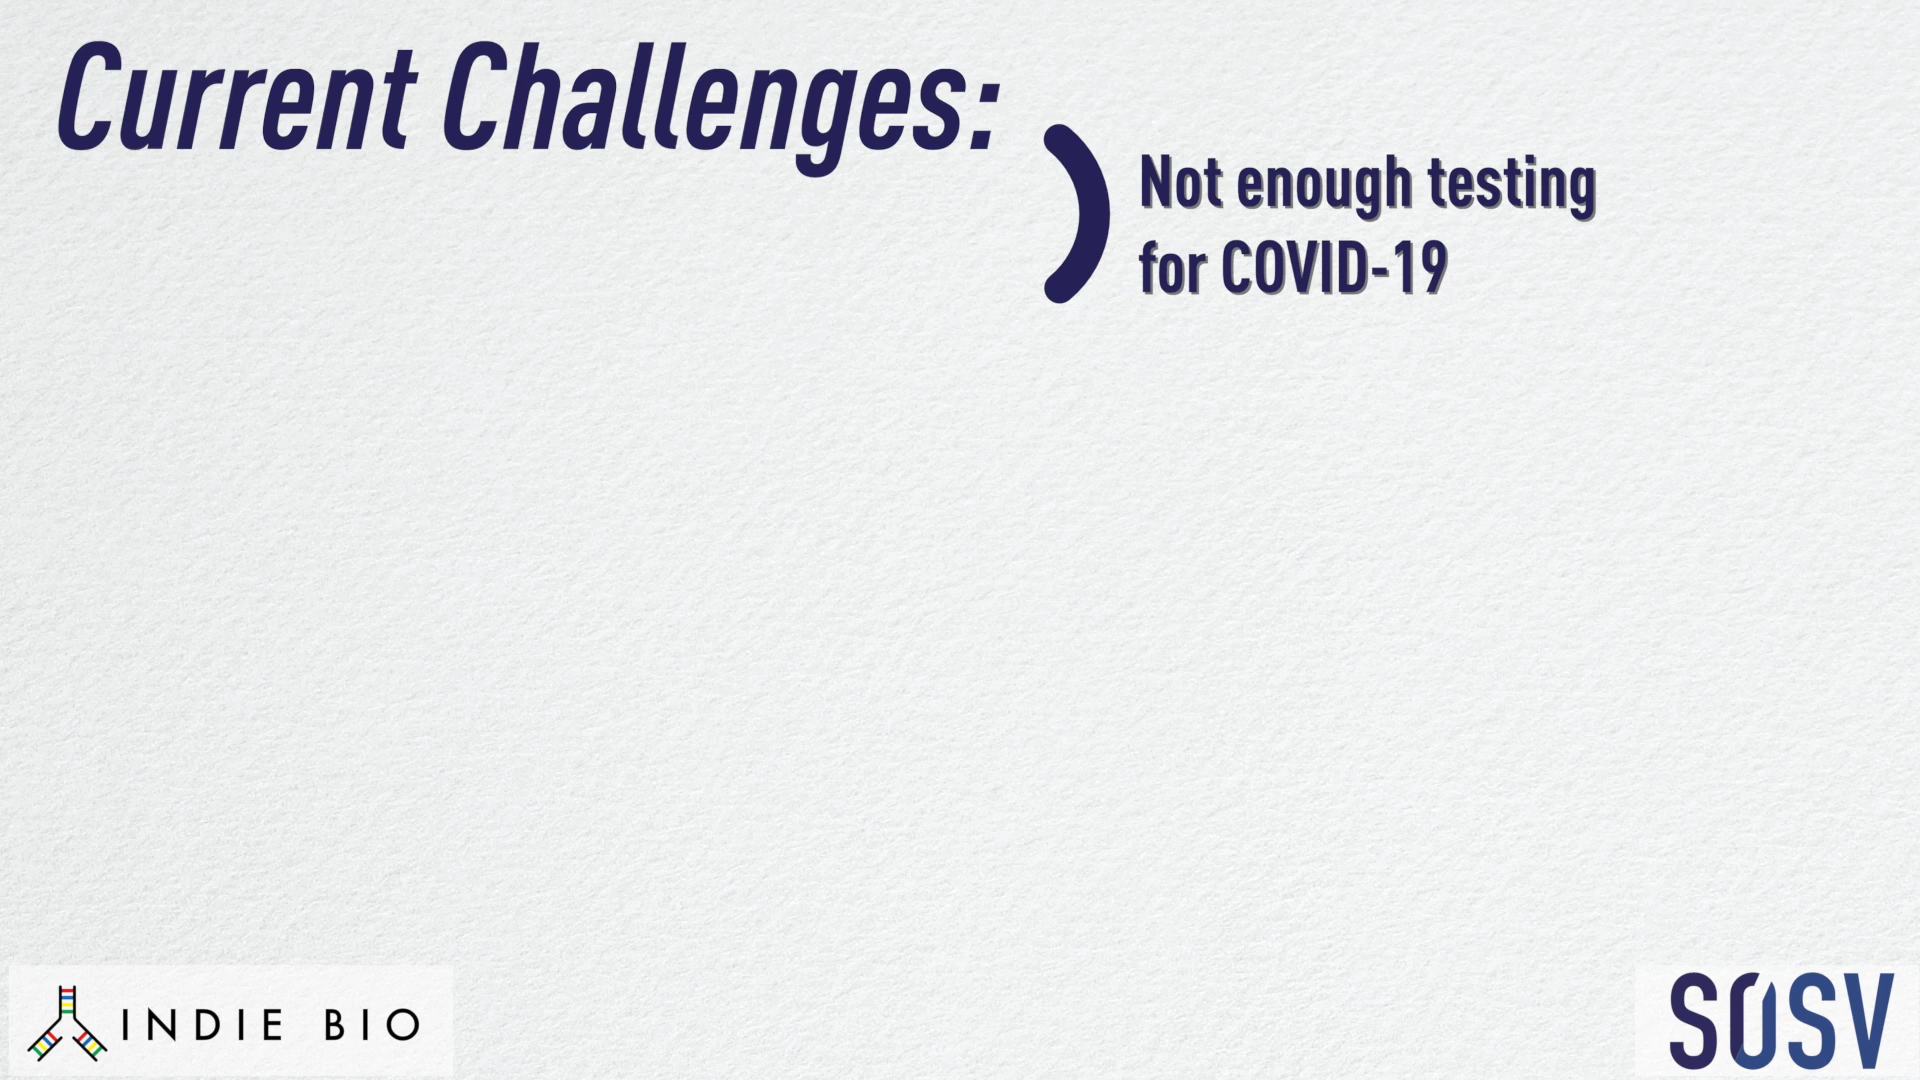 Current Challenges:
Not enough testing
for COVID-19
INDIE BIO
SOSV